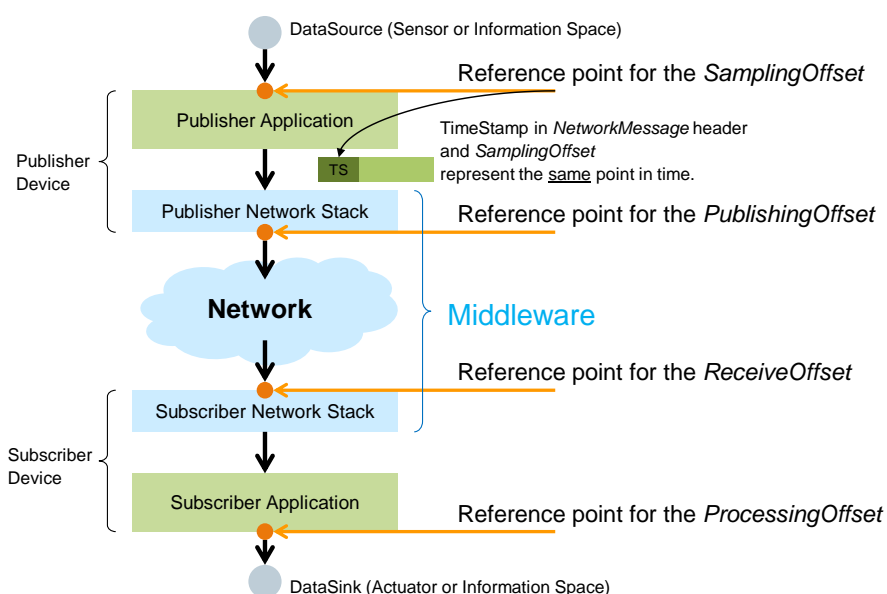 DataSource (Sensor or Information Space)
Reference point for the SamplingOffset
Publisher Application
TimeStamp in NetworkMessage header
and SamplingOffset
represent the same point in time.
TS
Publisher
Device
Publisher Network Stack
Reference point for the PublishingOffset
Network
Middleware
Reference point for the ReceiveOffset
Subscriber Network Stack
Subscriber
Device
Subscriber Application
Reference point for the ProcessingOffset
DataSink (Actuator or Information Space)